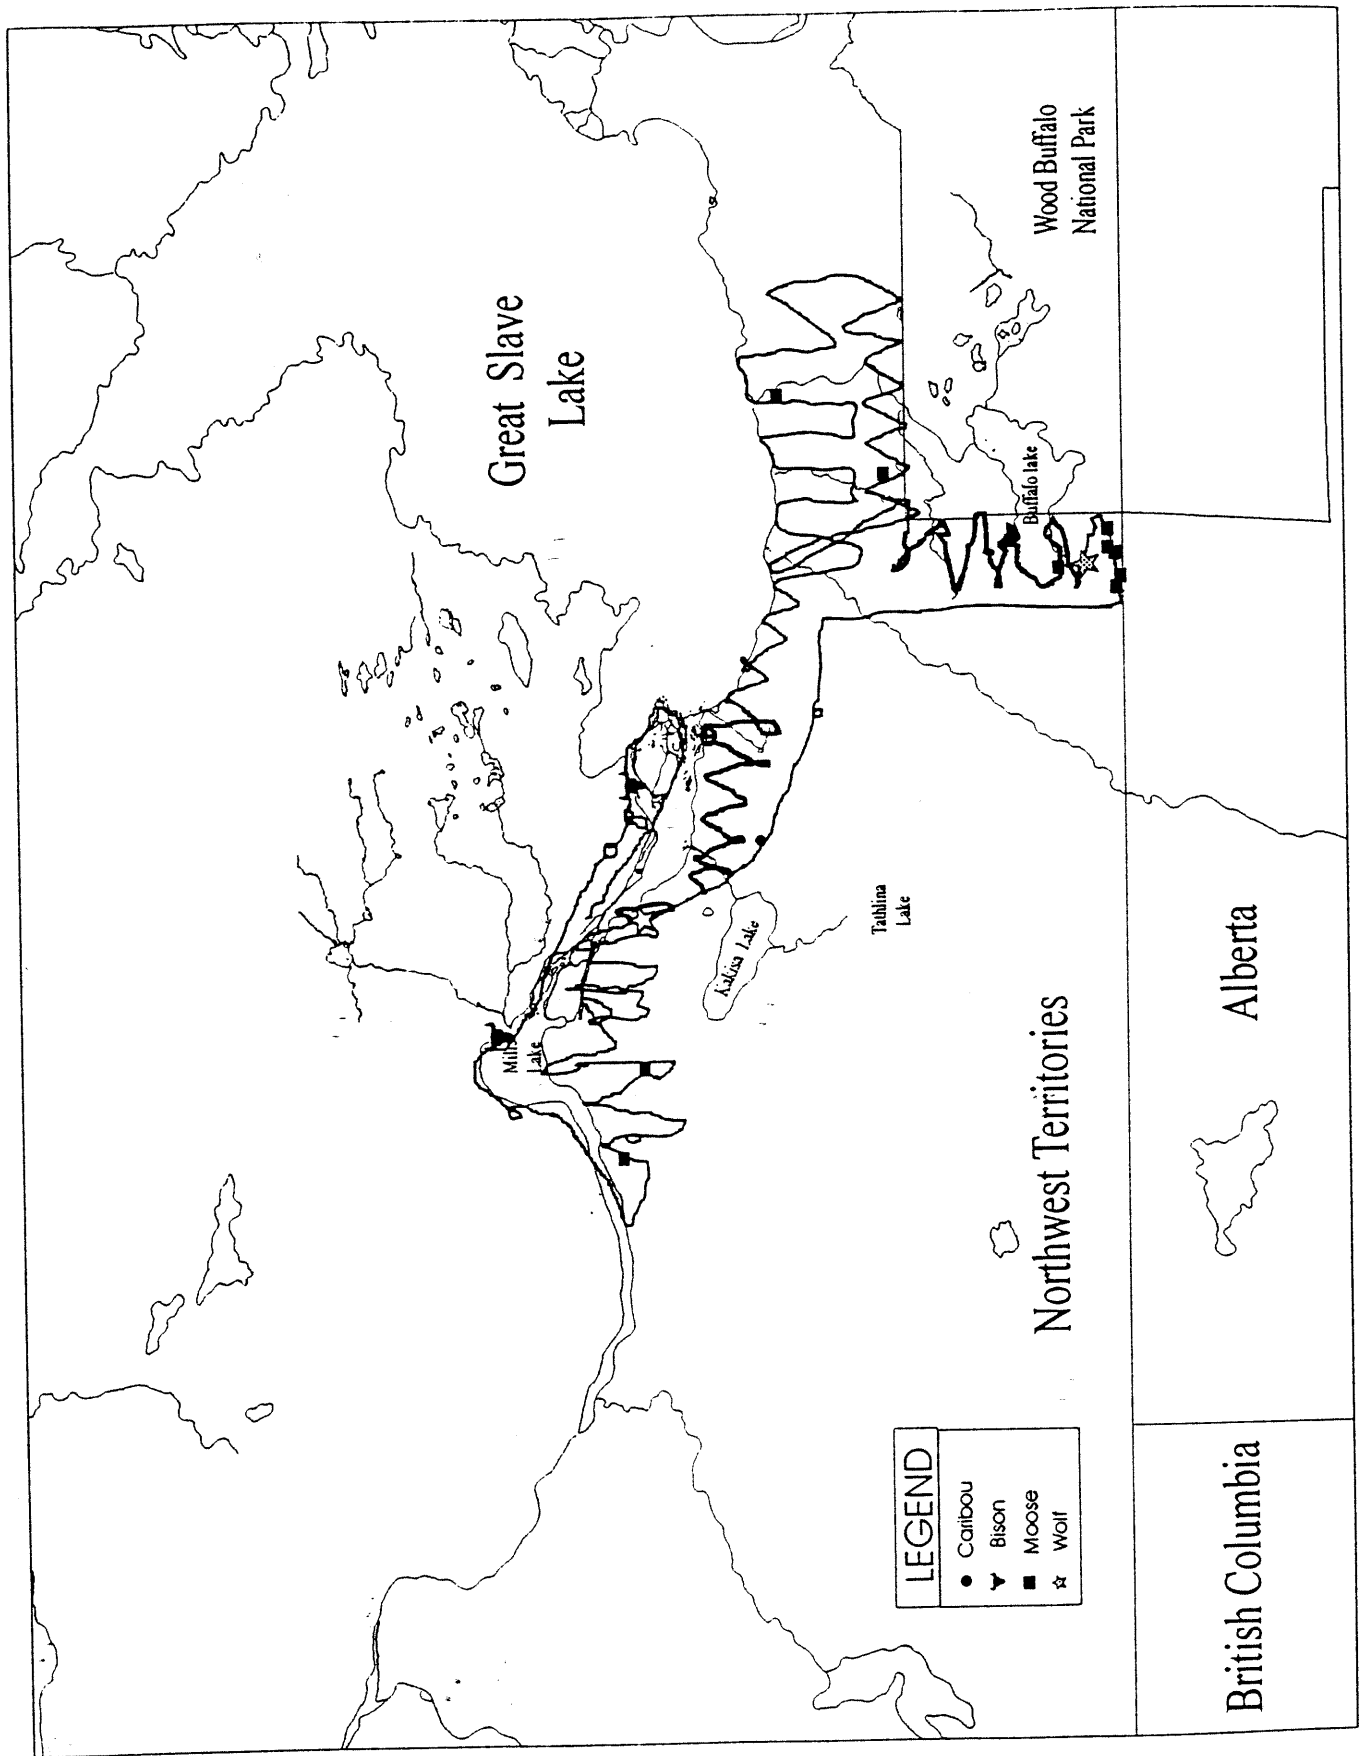 Great Slave
Lake
Wood Buffalo
National Park
Buffalo lake
Mills
Lake
Kakisa Lake
Tathlina
Lake
Northwest Territories
Alberta
British Columbia
LEGEND
Caribou
Bison
Moose
Wolf